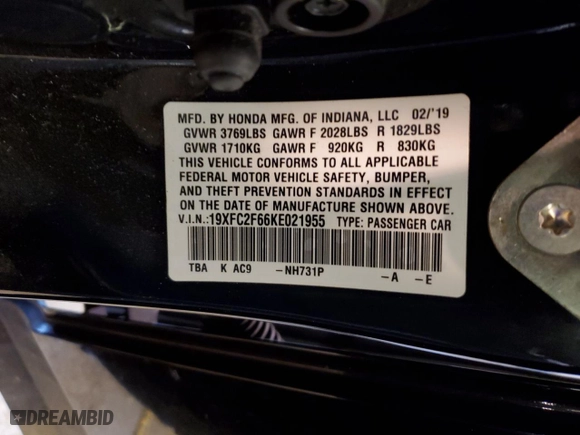 MFD. BY HONDA MFG. OF INDIANA, LLC 02/'19
GVWR 3769LBS GAWR F 2028LBS R 1829LBS
GVWR 1710KG GAWR F 920KG R 830KG
THIS VEHICLE CONFORMS TO ALL APPLICABLE
FEDERAL MOTOR VEHICLE SAFETY, BUMPER,
AND THEFT PREVENTION STANDARDS IN EFFECT
ON THE DATE OF MANUFACTURE SHOWN ABOVE.
V.I.N.:19XFC2F66KE021955 TYPE: PASSENGER CAR
TBA K AC9 -NH731P -A -E
DREAMBID